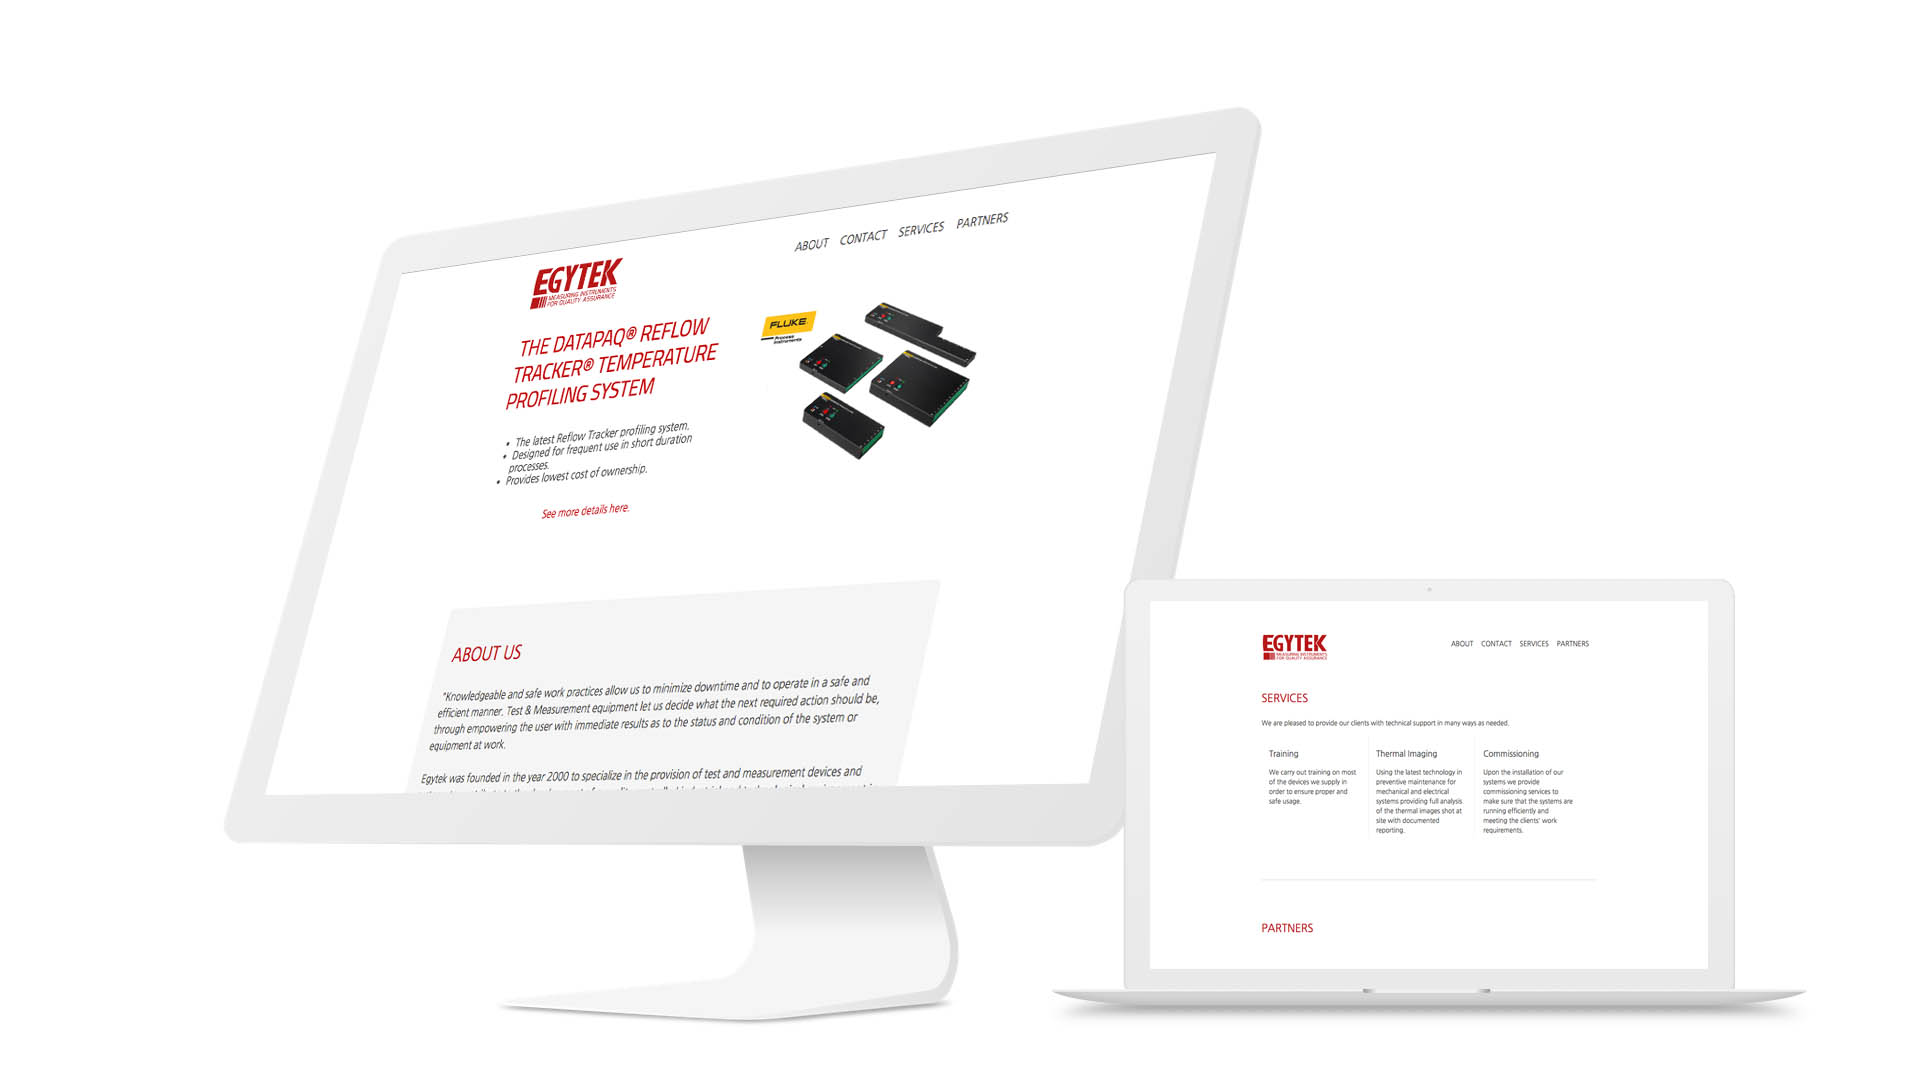 ABOUT CONTACT SERVICES PARTNERS
EGYTEK
MEASURING INSTRUMENTS
FOR QUALITY ASSURANCE
THE DATAPAQ® REFLOW
TRACKER® TEMPERATURE
PROFILING SYSTEM
FLUKE
Process
Instruments
• The latest Reflow Tracker profiling system.
• Designed for frequent use in short duration
processes.
• Provides lowest cost of ownership.
See more details here.
ABOUT US
"Knowledgeable and safe work practices allow us to minimize downtime and to operate in a safe and
efficient manner. Test & Measurement equipment let us decide what the next required action should be,
through empowering the user with immediate results as to the status and condition of the system or
equipment at work.
Egytek was founded in the year 2000 to specialize in the provision of test and measurement devices and
EGYTEK
MEASURING INSTRUMENTS
FOR QUALITY ASSURANCE
ABOUT CONTACT SERVICES PARTNERS
SERVICES
We are pleased to provide our clients with technical support in many ways as needed.
Training
We carry out training on most
of the devices we supply in
order to ensure proper and
safe usage.
Thermal Imaging
Using the latest technology in
preventive maintenance for
mechanical and electrical
systems providing full analysis
of the thermal images shot at
site with documented
reporting.
Commissioning
Upon the installation of our
systems we provide
commissioning services to
make sure that the systems are
running efficiently and
meeting the clients' work
requirements.
PARTNERS